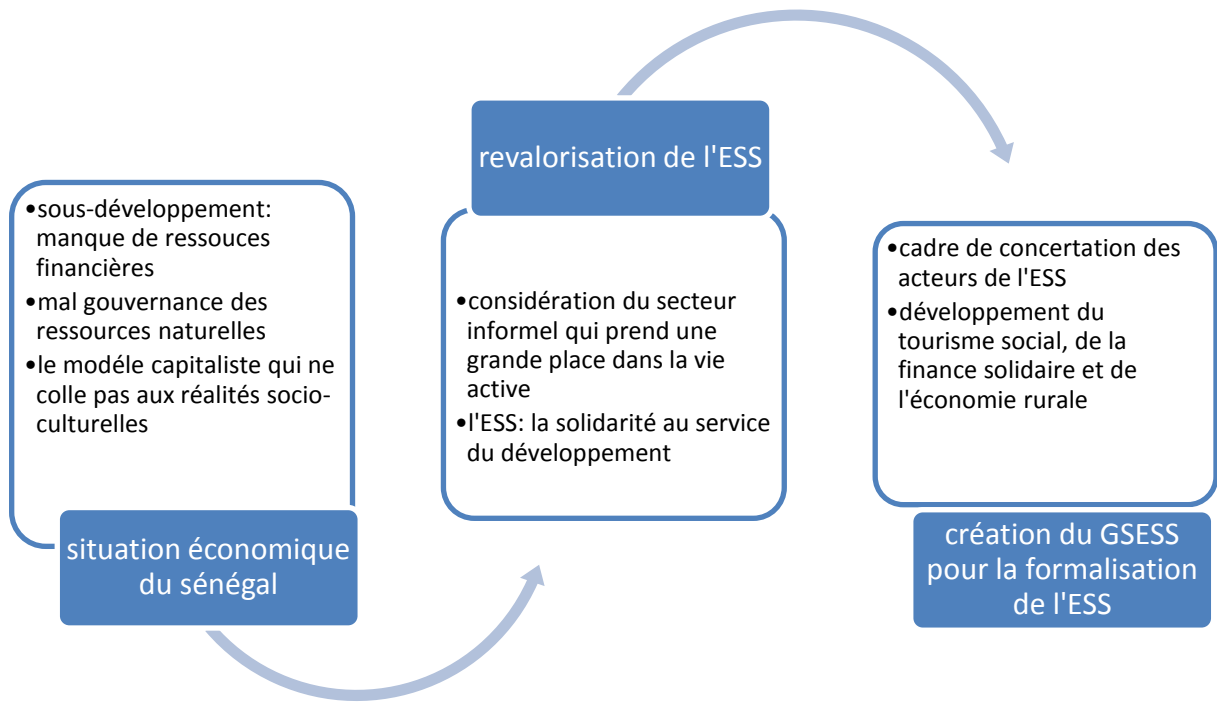 •sous-développement:
manque de ressouces
financières
•mal gouvernance des
ressources naturelles
•le modéle capitaliste qui ne
colle pas aux réalités socio-
culturelles
situation économique
du sénégal
revalorisation de l'ESS
•considération du secteur
informel qui prend une
grande place dans la vie
active
•l'ESS: la solidarité au service
du développement
•cadre de concertation des
acteurs de l'ESS
•développement du
tourisme social, de la
finance solidaire et de
l'économie rurale
création du GSESS
pour la formalisation
de l'ESS